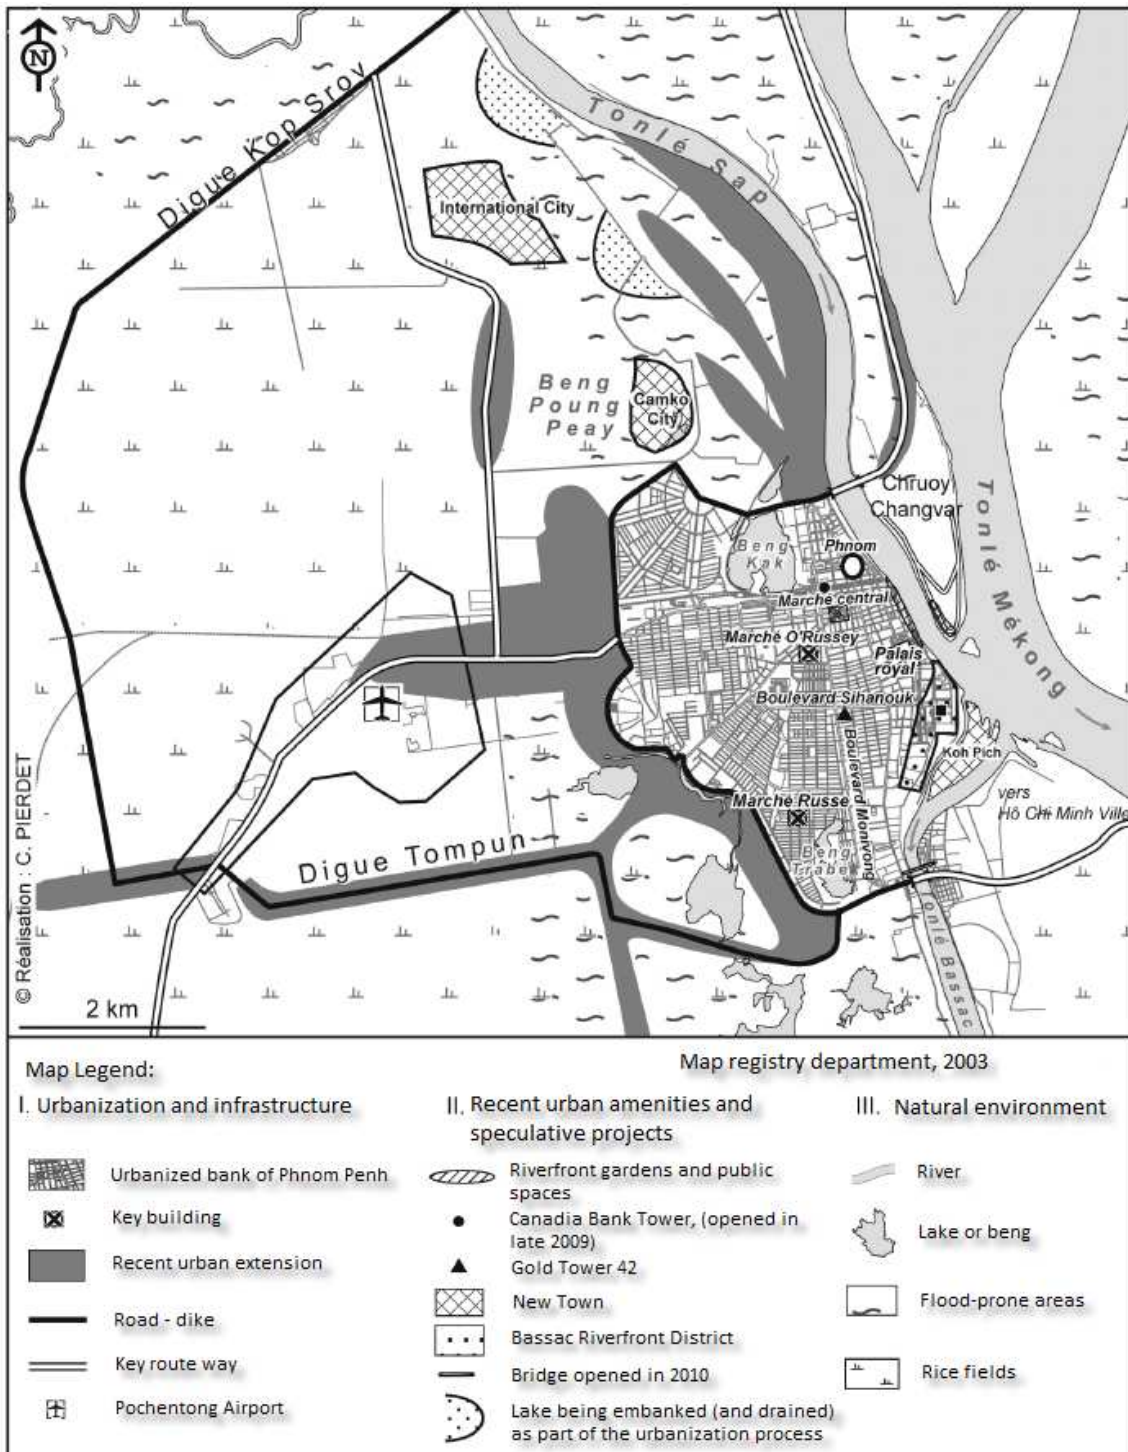 N
Digue Kop Srov
Tonlé Sap
International City
Beng
Poung
Peay
Camko
City
Chruoy
Changvar
Tonlé Mékong
Beng
Kak
Phnom
Marché central
Marché O'Russey
Palais
royal
Boulevard Sihanouk
Boulevard Monivong
Koh Pich
Marché Russe
Beng
Trabek
vers
Hô Chi Minh Ville
Digue Tompun
Tonlé Bassac
© Réalisation : C. PIERDET
2 km
Map Legend:
Map registry department, 2003
I. Urbanization and infrastructure
Urbanized bank of Phnom Penh
Key building
Recent urban extension
Road - dike
Key route way
Pochentong Airport
II. Recent urban amenities and
speculative projects
Riverfront gardens and public
spaces
Canadia Bank Tower, (opened in
late 2009)
Gold Tower 42
New Town
Bassac Riverfront District
Bridge opened in 2010
Lake being embanked (and drained)
as part of the urbanization process
III. Natural environment
River
Lake or beng
Flood-prone areas
Rice fields